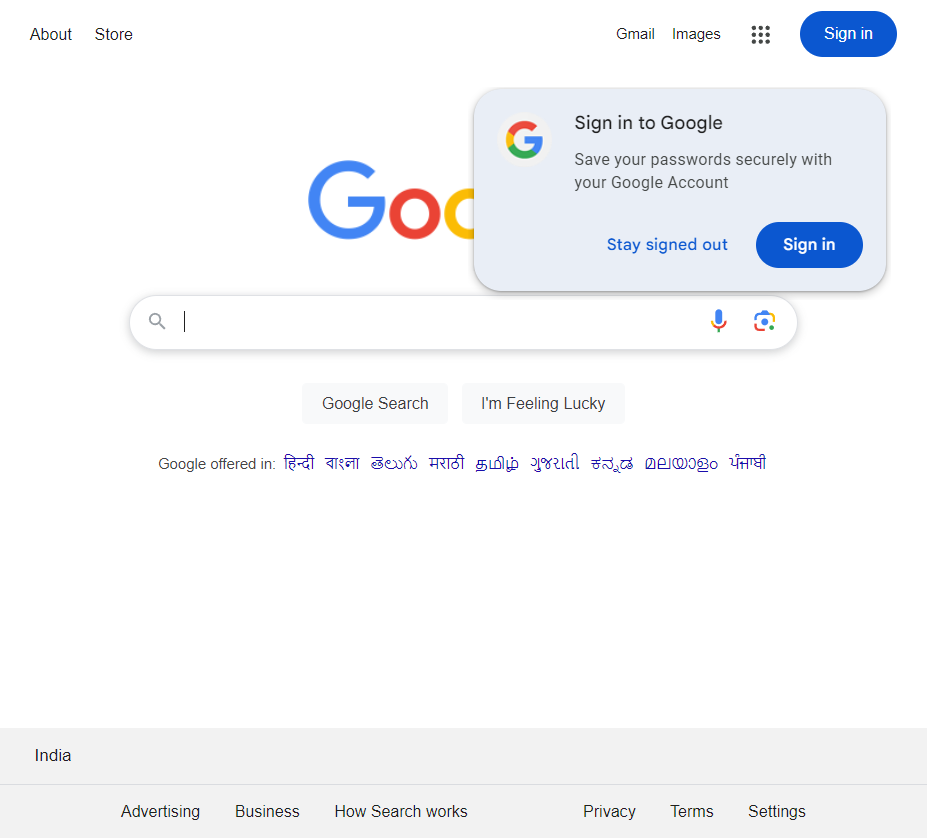 About Store Gmail Images Sign in
Sign in to Google
Save your passwords securely with
your Google Account
Stay signed out Sign in
Google Search I'm Feeling Lucky
Google offered in: हिन्दी বাংলা తెలుగు मराठी தமிழ் ગુજરાતી ಕನ್ನಡ മലയാളം ਪੰਜਾਬੀ
India
Advertising Business How Search works Privacy Terms Settings